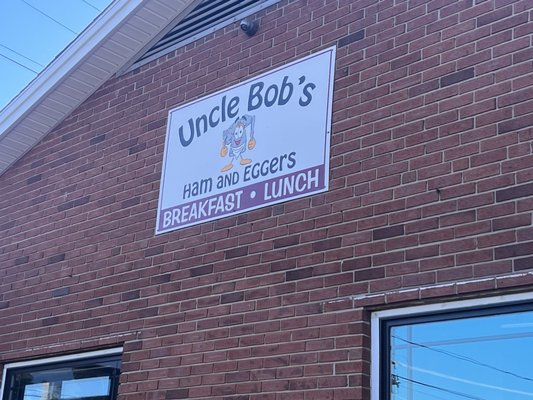 Uncle Bob's
Ham and Eggers
BREAKFAST • LUNCH